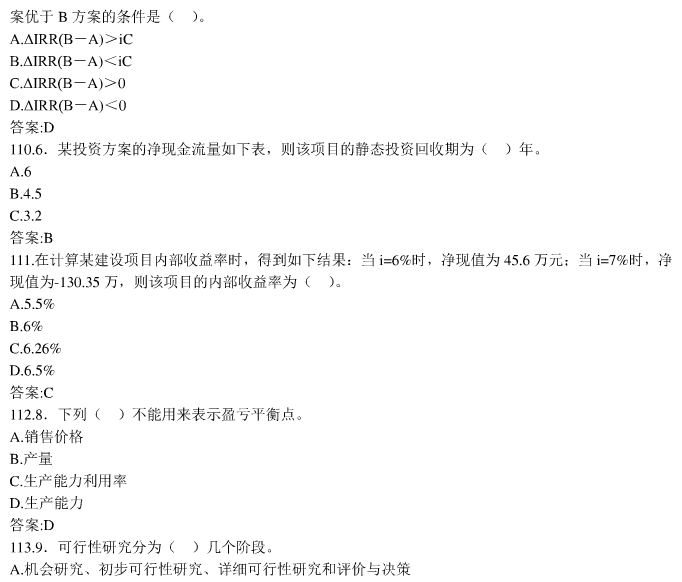 案优于 B 方案的条件是（　）。
A.ΔIRR(B－A)＞iC
B.ΔIRR(B－A)＜iC
C.ΔIRR(B－A)＞0
D.ΔIRR(B－A)＜0
答案:D
110.6．某投资方案的净现金流量如下表，则该项目的静态投资回收期为（　）年。
A.6
B.4.5
C.3.2
答案:B
111.在计算某建设项目内部收益率时，得到如下结果：当 i=6%时，净现值为 45.6 万元；当 i=7%时，净
现值为-130.35 万，则该项目的内部收益率为（　）。
A.5.5%
B.6%
C.6.26%
D.6.5%
答案:C
112.8．下列（　）不能用来表示盈亏平衡点。
A.销售价格
B.产量
C.生产能力利用率
D.生产能力
答案:D
113.9．可行性研究分为（　）几个阶段。
A.机会研究、初步可行性研究、详细可行性研究和评价与决策